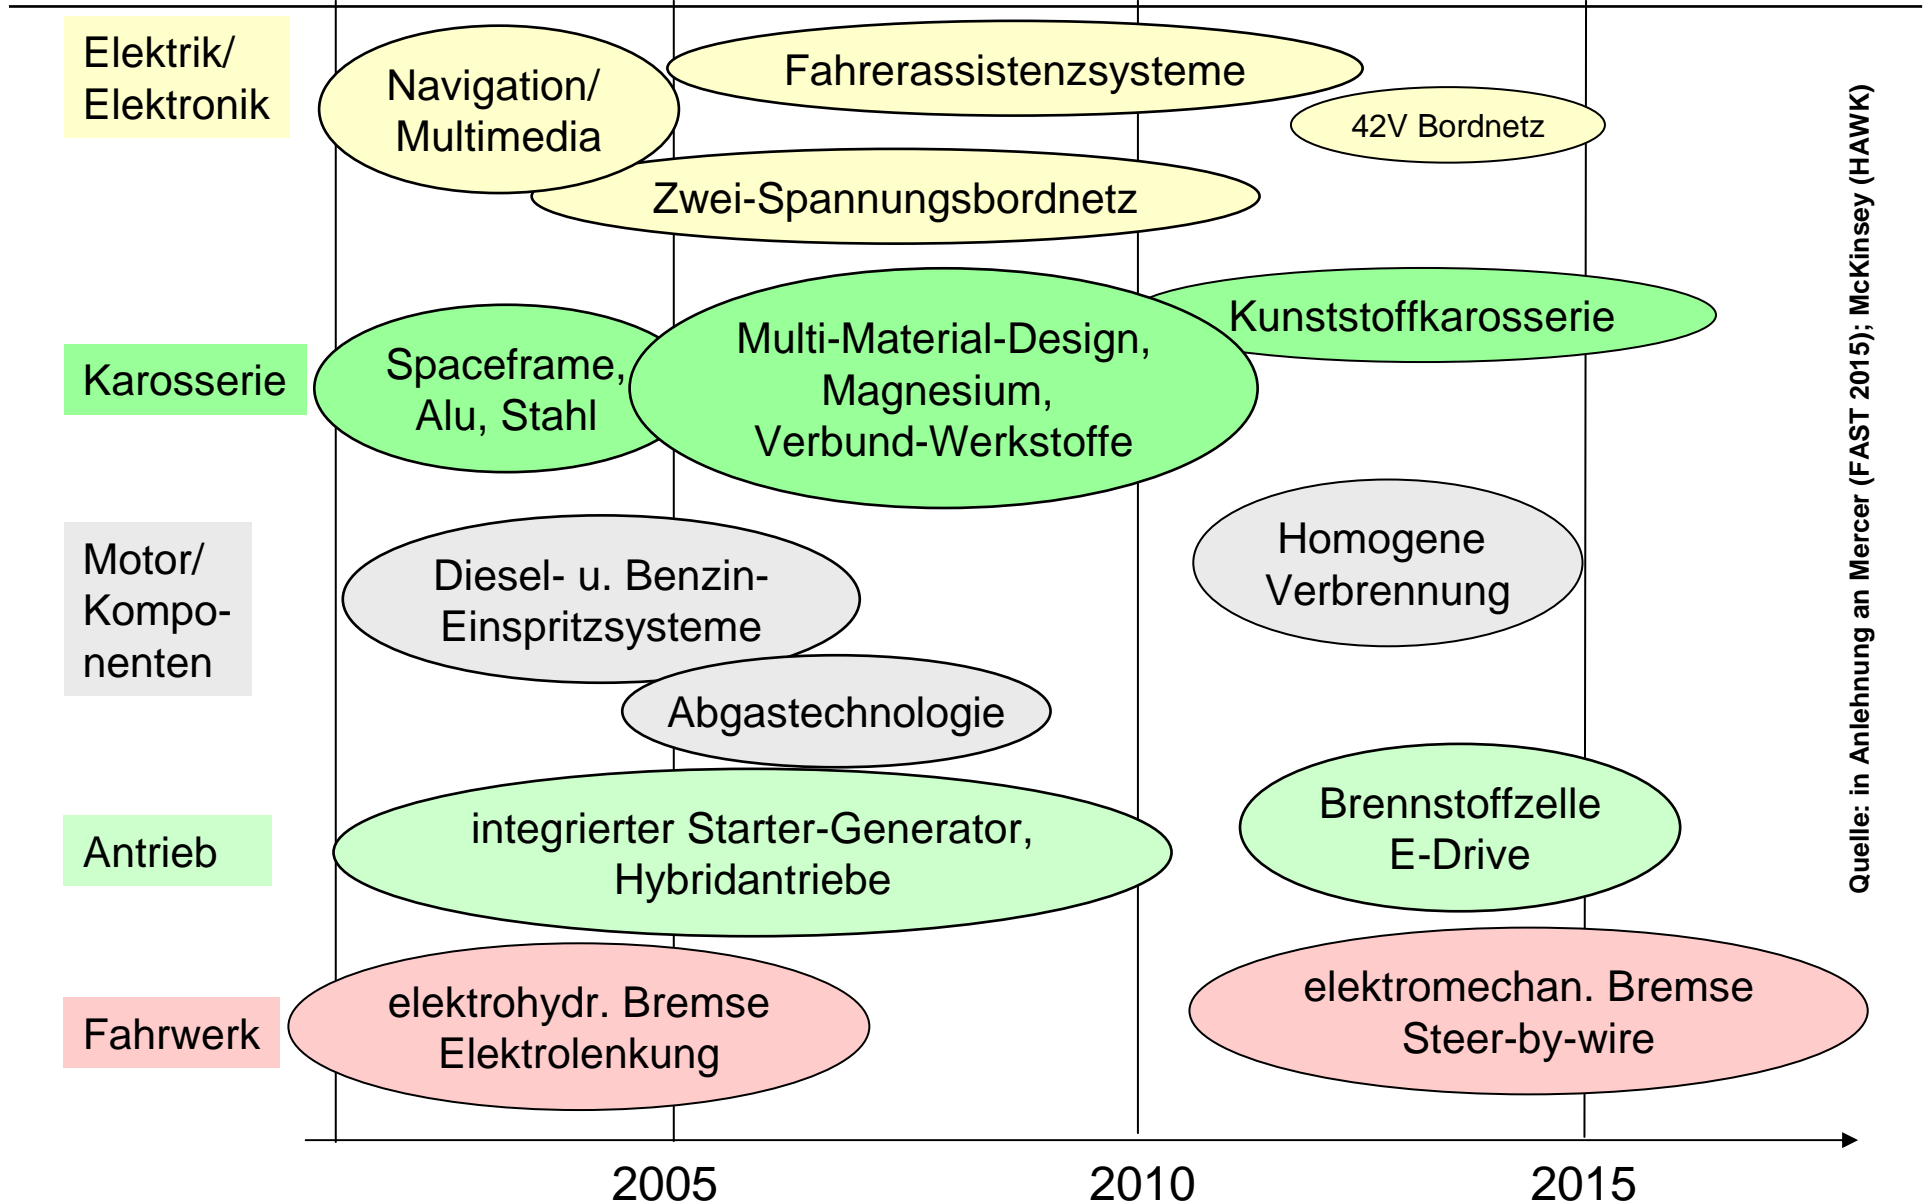 Elektrik/
Elektronik
Navigation/
Multimedia
Fahrerassistenzsysteme
42V Bordnetz
Zwei-Spannungsbordnetz
Karosserie
Spaceframe,
Alu, Stahl
Multi-Material-Design,
Magnesium,
Verbund-Werkstoffe
Kunststoffkarosserie
Motor/
Kompo-
nenten
Diesel- u. Benzin-
Einspritzsysteme
Abgastechnologie
Homogene
Verbrennung
Antrieb
integrierter Starter-Generator,
Hybridantriebe
Brennstoffzelle
E-Drive
Fahrwerk
elektrohydr. Bremse
Elektrolenkung
elektromechan. Bremse
Steer-by-wire
2005
2010
2015
Quelle: in Anlehnung an Mercer (FAST 2015); McKinsey (HAWK)